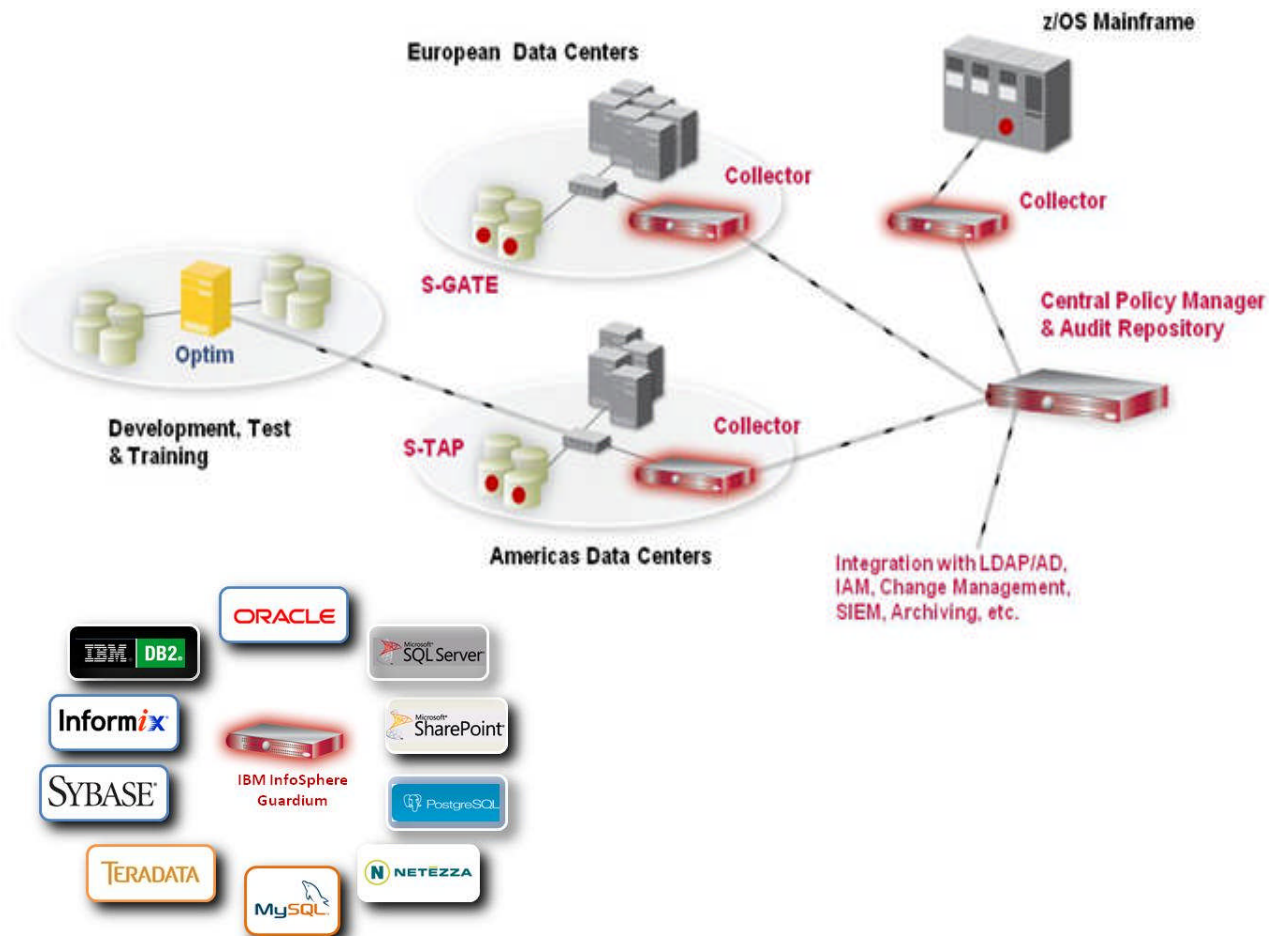 z/OS Mainframe
European Data Centers
Collector
Collector
S-GATE
Central Policy Manager
& Audit Repository
Optim
Development, Test
& Training
S-TAP
Collector
Americas Data Centers
Integration with LDAP/AD,
IAM, Change Management,
SIEM, Archiving, etc.
ORACLE
IBM. DB2.
Microsoft®
SQL Server
Informix
Microsoft®
SharePoint
SYBASE®
IBM InfoSphere
Guardium
PostgreSQL
TERADATA
N NETEZZA
MySQL